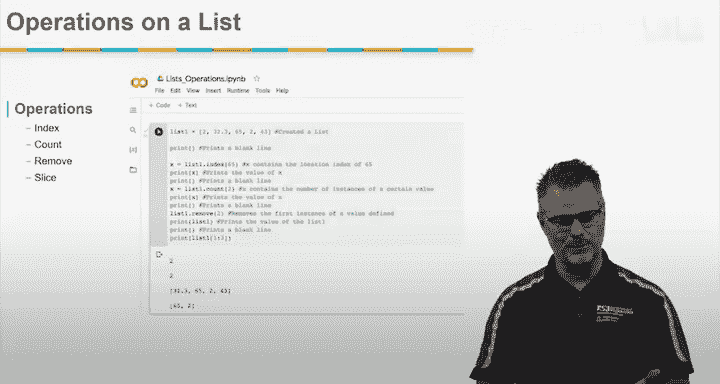 Operations on a List
Operations
– Index
– Count
– Remove
– Slice
Lists_Operations.ipynb
File Edit View Insert Runtime Tools Help
+ Code + Text
list1 = [2, 32.3, 65, 2, 43] #Created a List
print() #Prints a blank line
x = list1.index(65) #x contains the location index of 65
print(x) #Prints the value of x
print() #Prints a blank line
x = list1.count(2) #x contains the number of instances of a certain value
print(x) #Prints the value of x
print() #Prints a blank line
list1.remove(2) #Removes the first instance of a value defined
print(list1) #Prints the value of the list1
print() #Prints a blank line
2
2
[32.3, 65, 2, 43]
[65, 2]